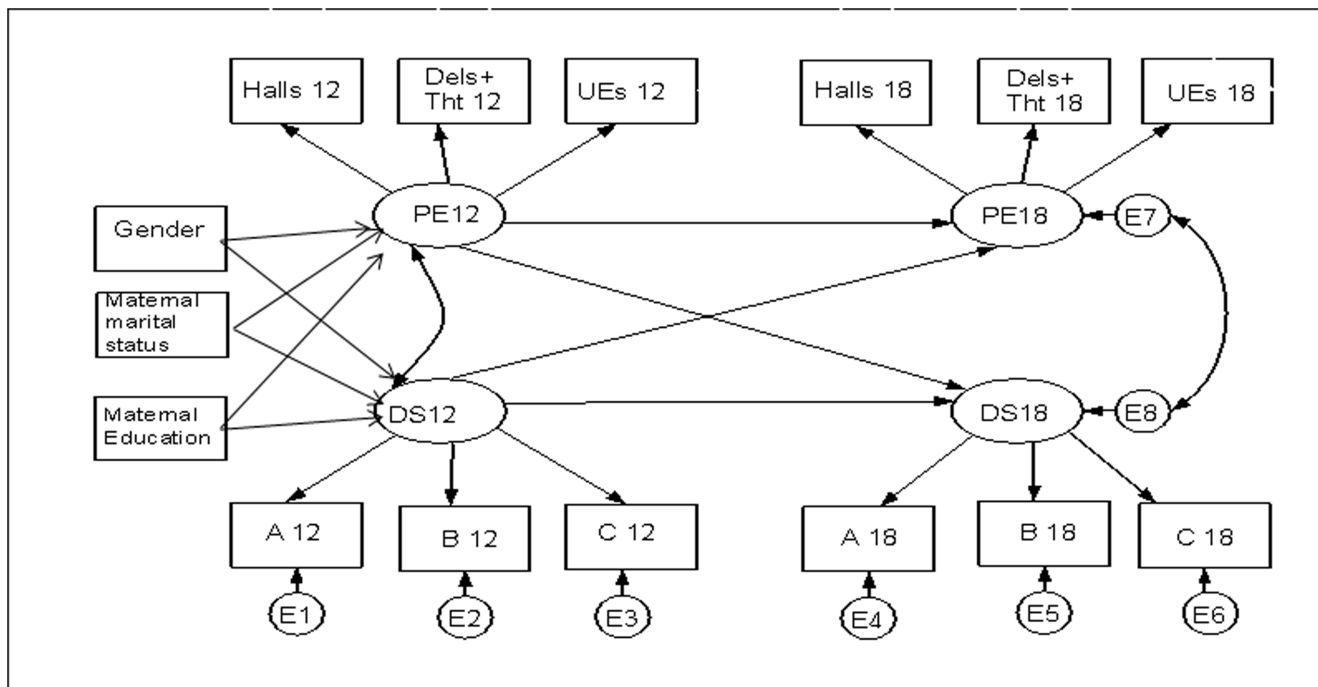 Halls 12
Dels+
Tht 12
UEs 12
Halls 18
Dels+
Tht 18
UEs 18
PE12
PE18
E7
Gender
Maternal
marital
status
Maternal
Education
DS12
DS18
E8
A 12
B 12
C 12
A 18
B 18
C 18
E1
E2
E3
E4
E5
E6